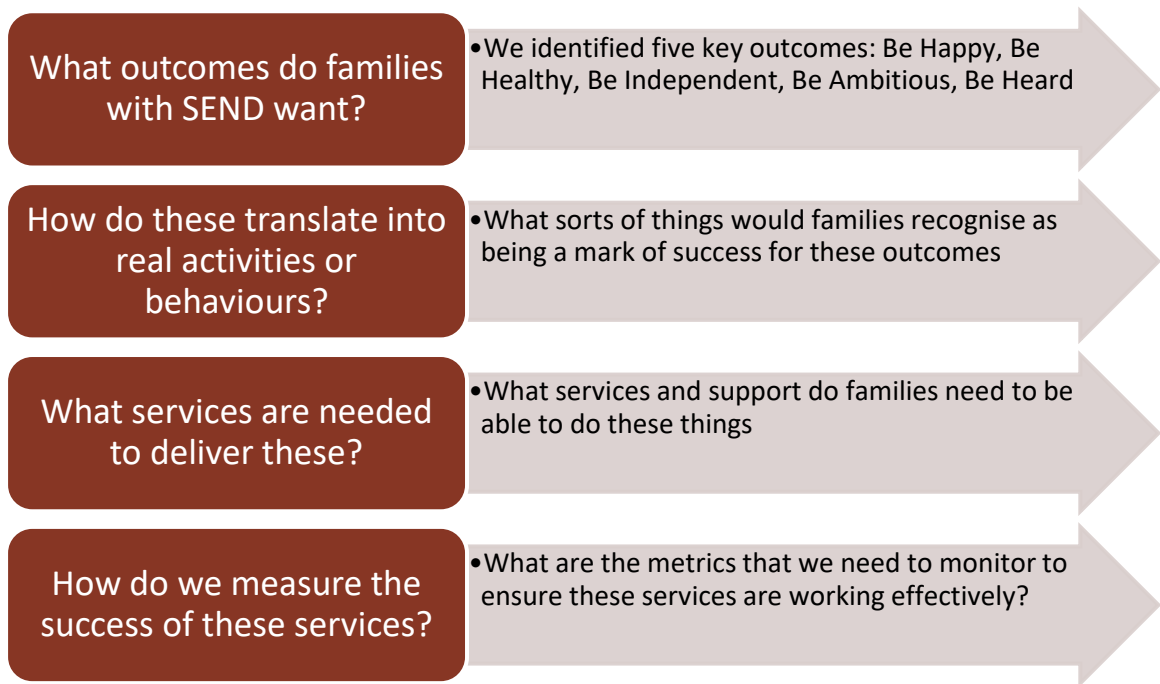 What outcomes do families
with SEND want?
•We identified five key outcomes: Be Happy, Be
Healthy, Be Independent, Be Ambitious, Be Heard
How do these translate into
real activities or
behaviours?
•What sorts of things would families recognise as
being a mark of success for these outcomes
What services are needed
to deliver these?
•What services and support do families need to be
able to do these things
How do we measure the
success of these services?
•What are the metrics that we need to monitor to
ensure these services are working effectively?